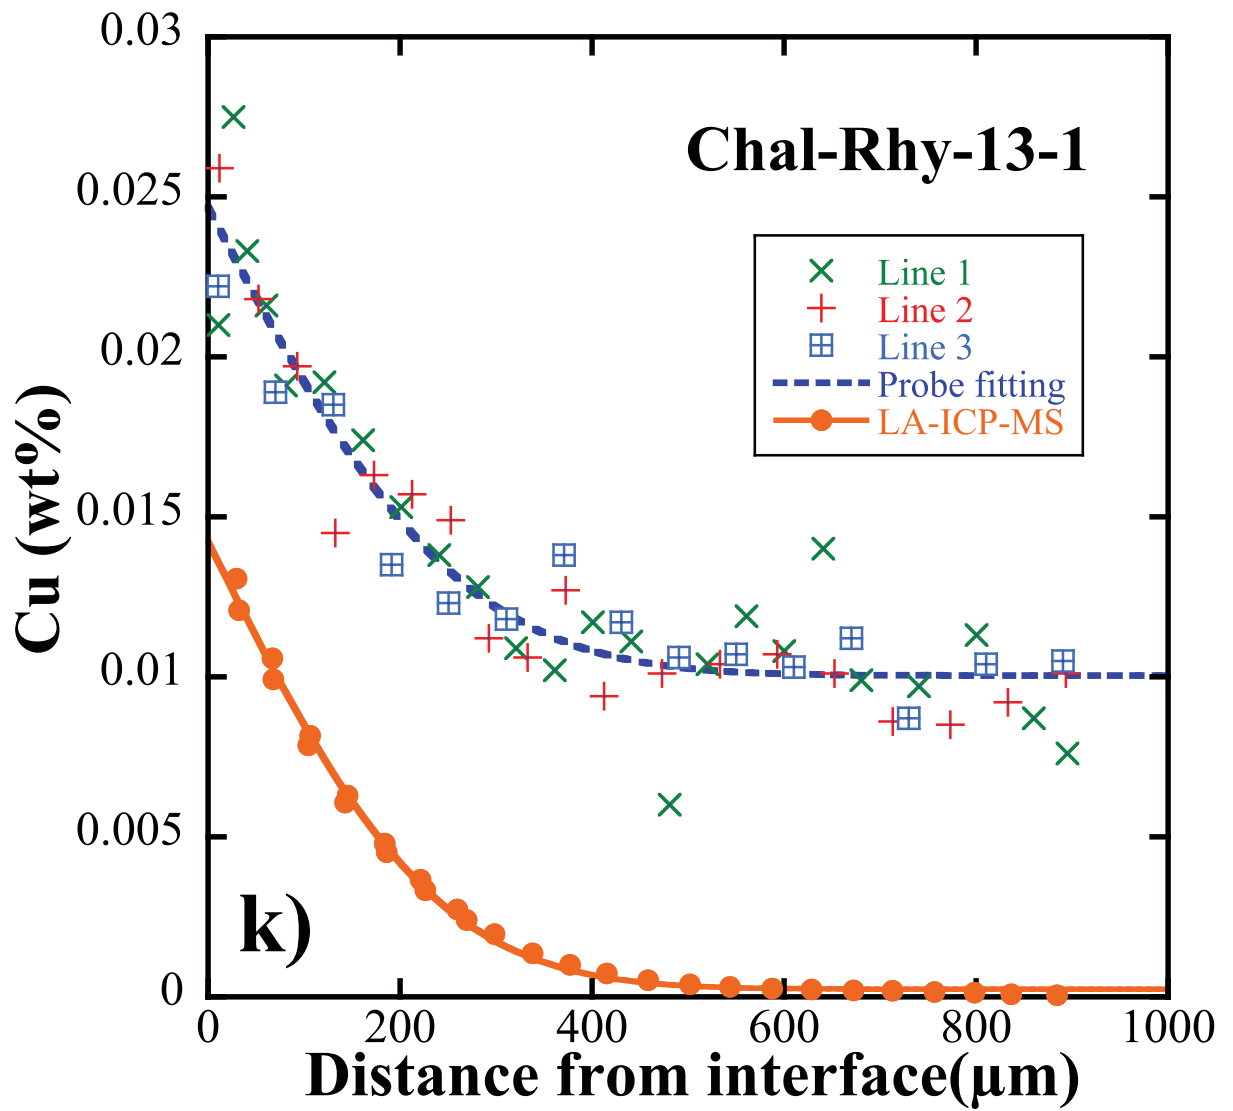 0.03
0.025
0.02
0.015
0.01
0.005
0
Cu (wt%)
Chal-Rhy-13-1
Line 1
Line 2
Line 3
Probe fitting
LA-ICP-MS
k)
0 200 400 600 800 1000
Distance from interface(μm)